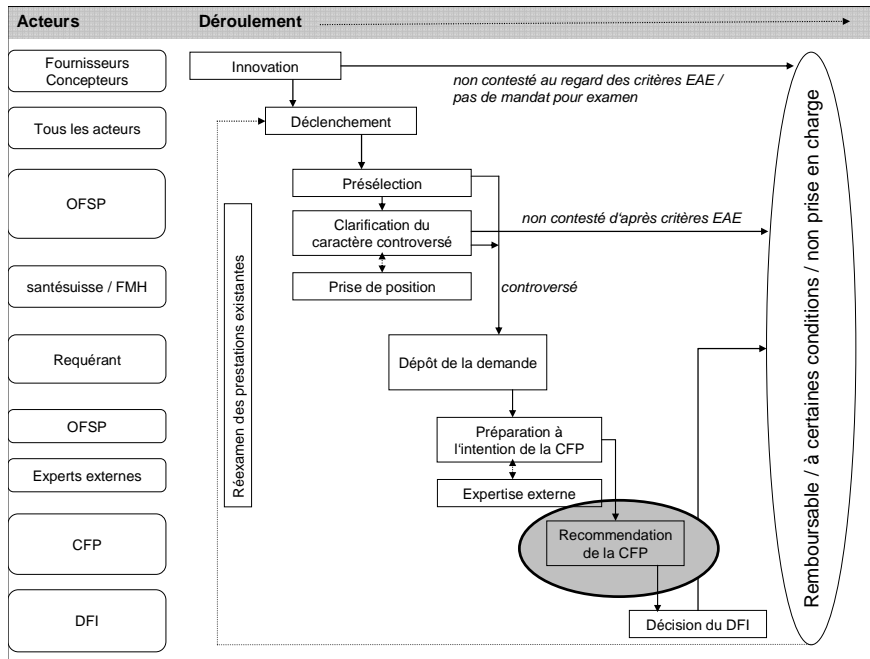 Acteurs
Déroulement
Fournisseurs
Concepteurs
Innovation
non contesté au regard des critères EAE /
pas de mandat pour examen
Tous les acteurs
Déclenchement
OFSP
Présélection
Clarification du
caractère controversé
non contesté d'après critères EAE
santésuisse / FMH
Prise de position
controversé
Requérant
Dépôt de la demande
OFSP
Préparation à
l'intention de la CFP
Experts externes
Expertise externe
CFP
Recommendation
de la CFP
DFI
Décision du DFI
Réexamen des prestations existantes
Remboursable / à certaines conditions / non prise en charge